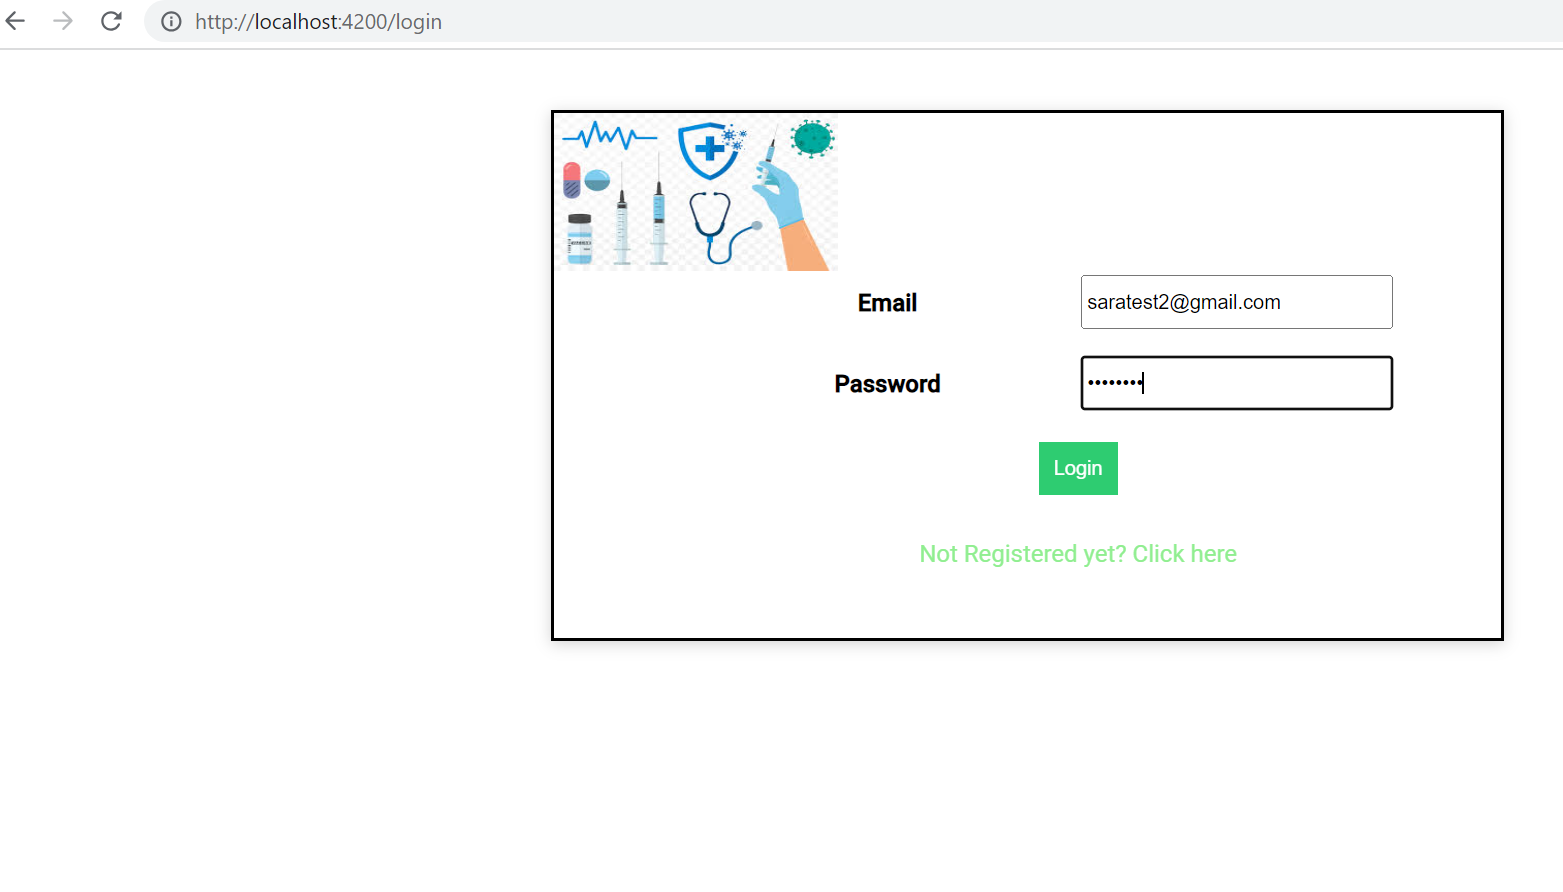 http://localhost:4200/login
Email
saratest2@gmail.com
Password
••••••••
Login
Not Registered yet? Click here